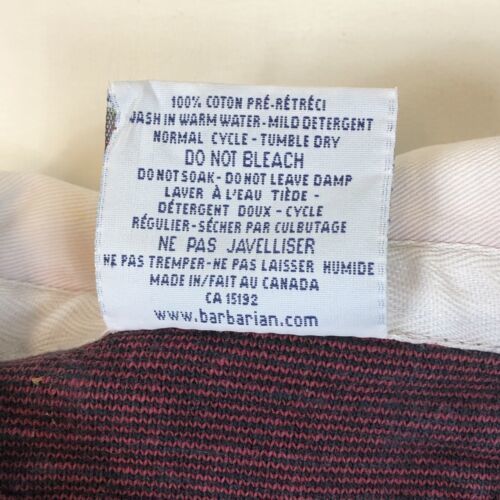 100% COTON PRÉ-RÉTRÉCI
WASH IN WARM WATER-MILD DETERGENT
NORMAL CYCLE - TUMBLE DRY
DO NOT BLEACH
DO NOT SOAK - DO NOT LEAVE DAMP
LAVER À L'EAU TIÈDE -
DÉTERGENT DOUX - CYCLE
RÉGULIER-SÉCHER PAR CULBUTAGE
NE PAS JAVELLISER
NE PAS TREMPER-NE PAS LAISSER HUMIDE
MADE IN/FAIT AU CANADA
CA 15192
www.barbarian.com